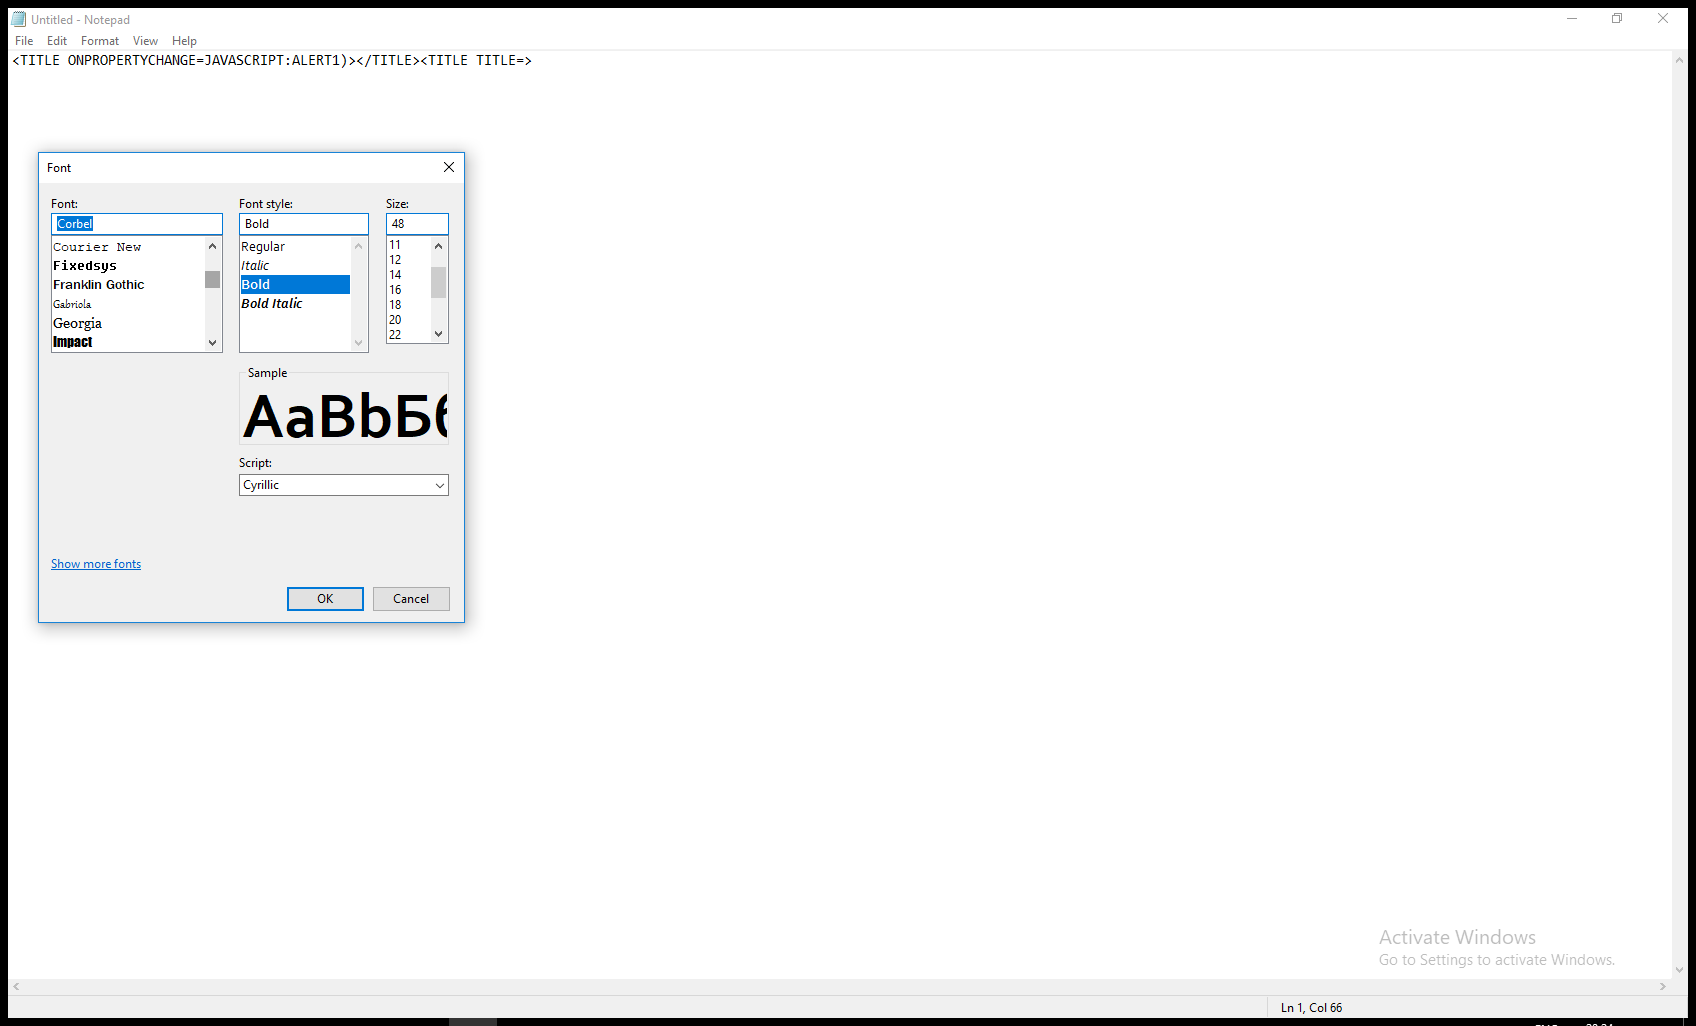 Untitled - Notepad
File Edit Format View Help
<TITLE ONPROPERTYCHANGE=JAVASCRIPT:ALERT1)></TITLE><TITLE TITLE=>
Font
Font: Font style: Size:
Corbel Bold 48
Courier New Regular 11
Fixedsys Italic 12
Franklin Gothic Bold 14
Gabriola Bold Italic 16
Georgia 18
Impact 20
22
Sample
AaBbБ
Script:
Cyrillic
Show more fonts
OK Cancel
Activate Windows
Go to Settings to activate Windows.
Ln 1, Col 66